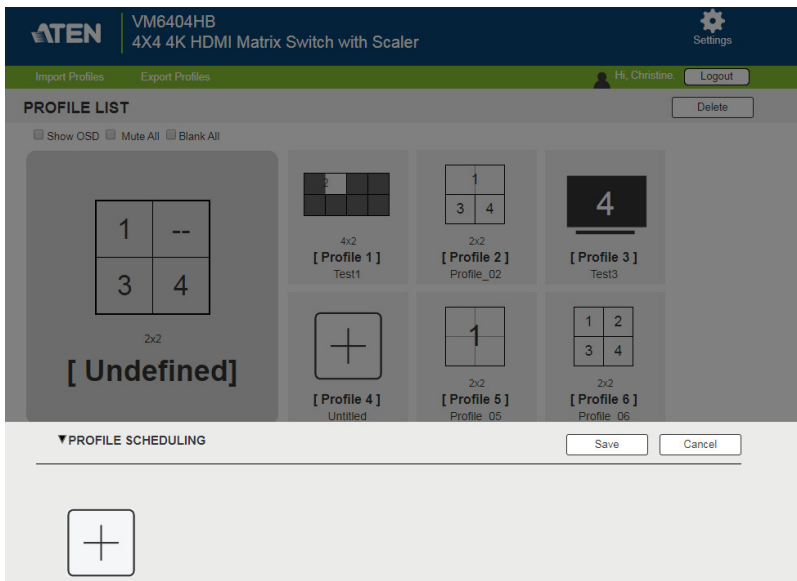 ATEN
VM6404HB
4X4 4K HDMI Matrix Switch with Scaler
Settings
Import Profiles Export Profiles
Hi, Christine. Logout
PROFILE LIST
Delete
Show OSD Mute All Blank All
1 --
3 4
2x2
[ Undefined]
2
4x2
[ Profile 1 ]
Test1
1
3 4
2x2
[ Profile 2 ]
Profile_02
4
[ Profile 3 ]
Test3
[ Profile 4 ]
Untitled
1
2x2
[ Profile 5 ]
Profile_05
1 2
3 4
2x2
[ Profile 6 ]
Profile_06
▼PROFILE SCHEDULING
Save Cancel